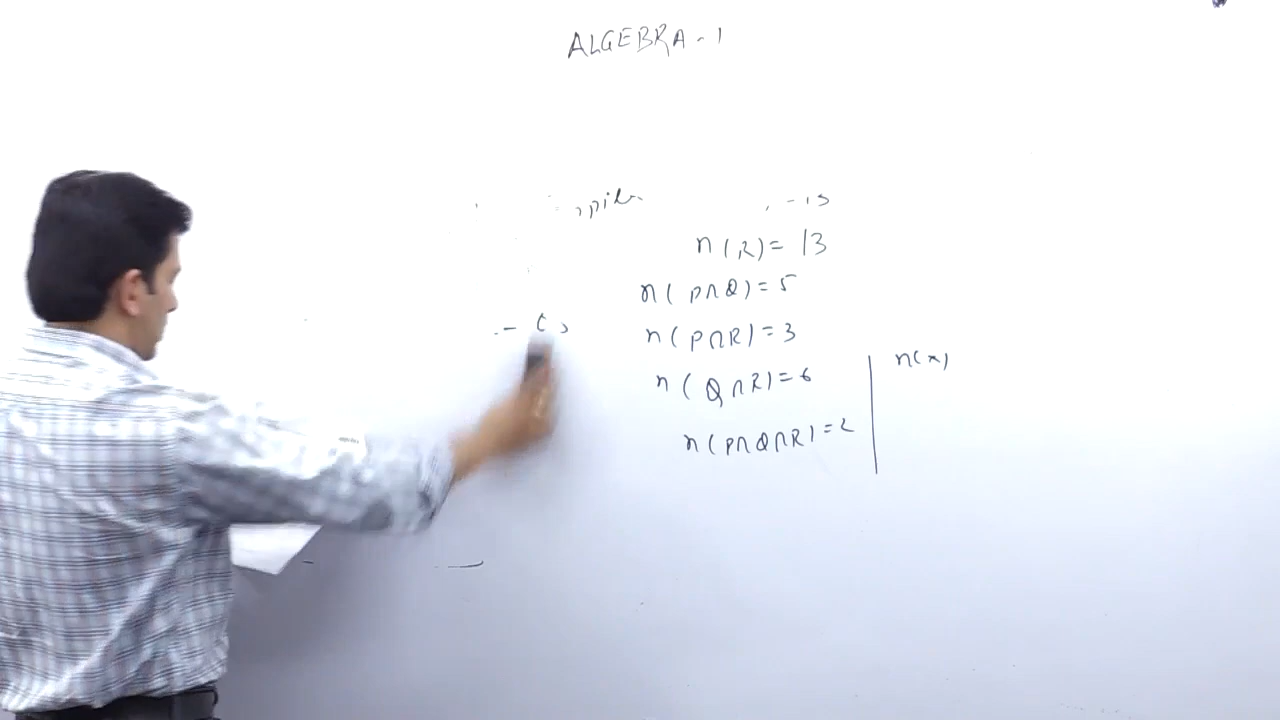 ALGEBRA - 1
n(R) = 13
n(P∩Q) = 5
n(P∩R) = 3
n(Q∩R) = 6
n(x)
n(P∩Q∩R) = 2